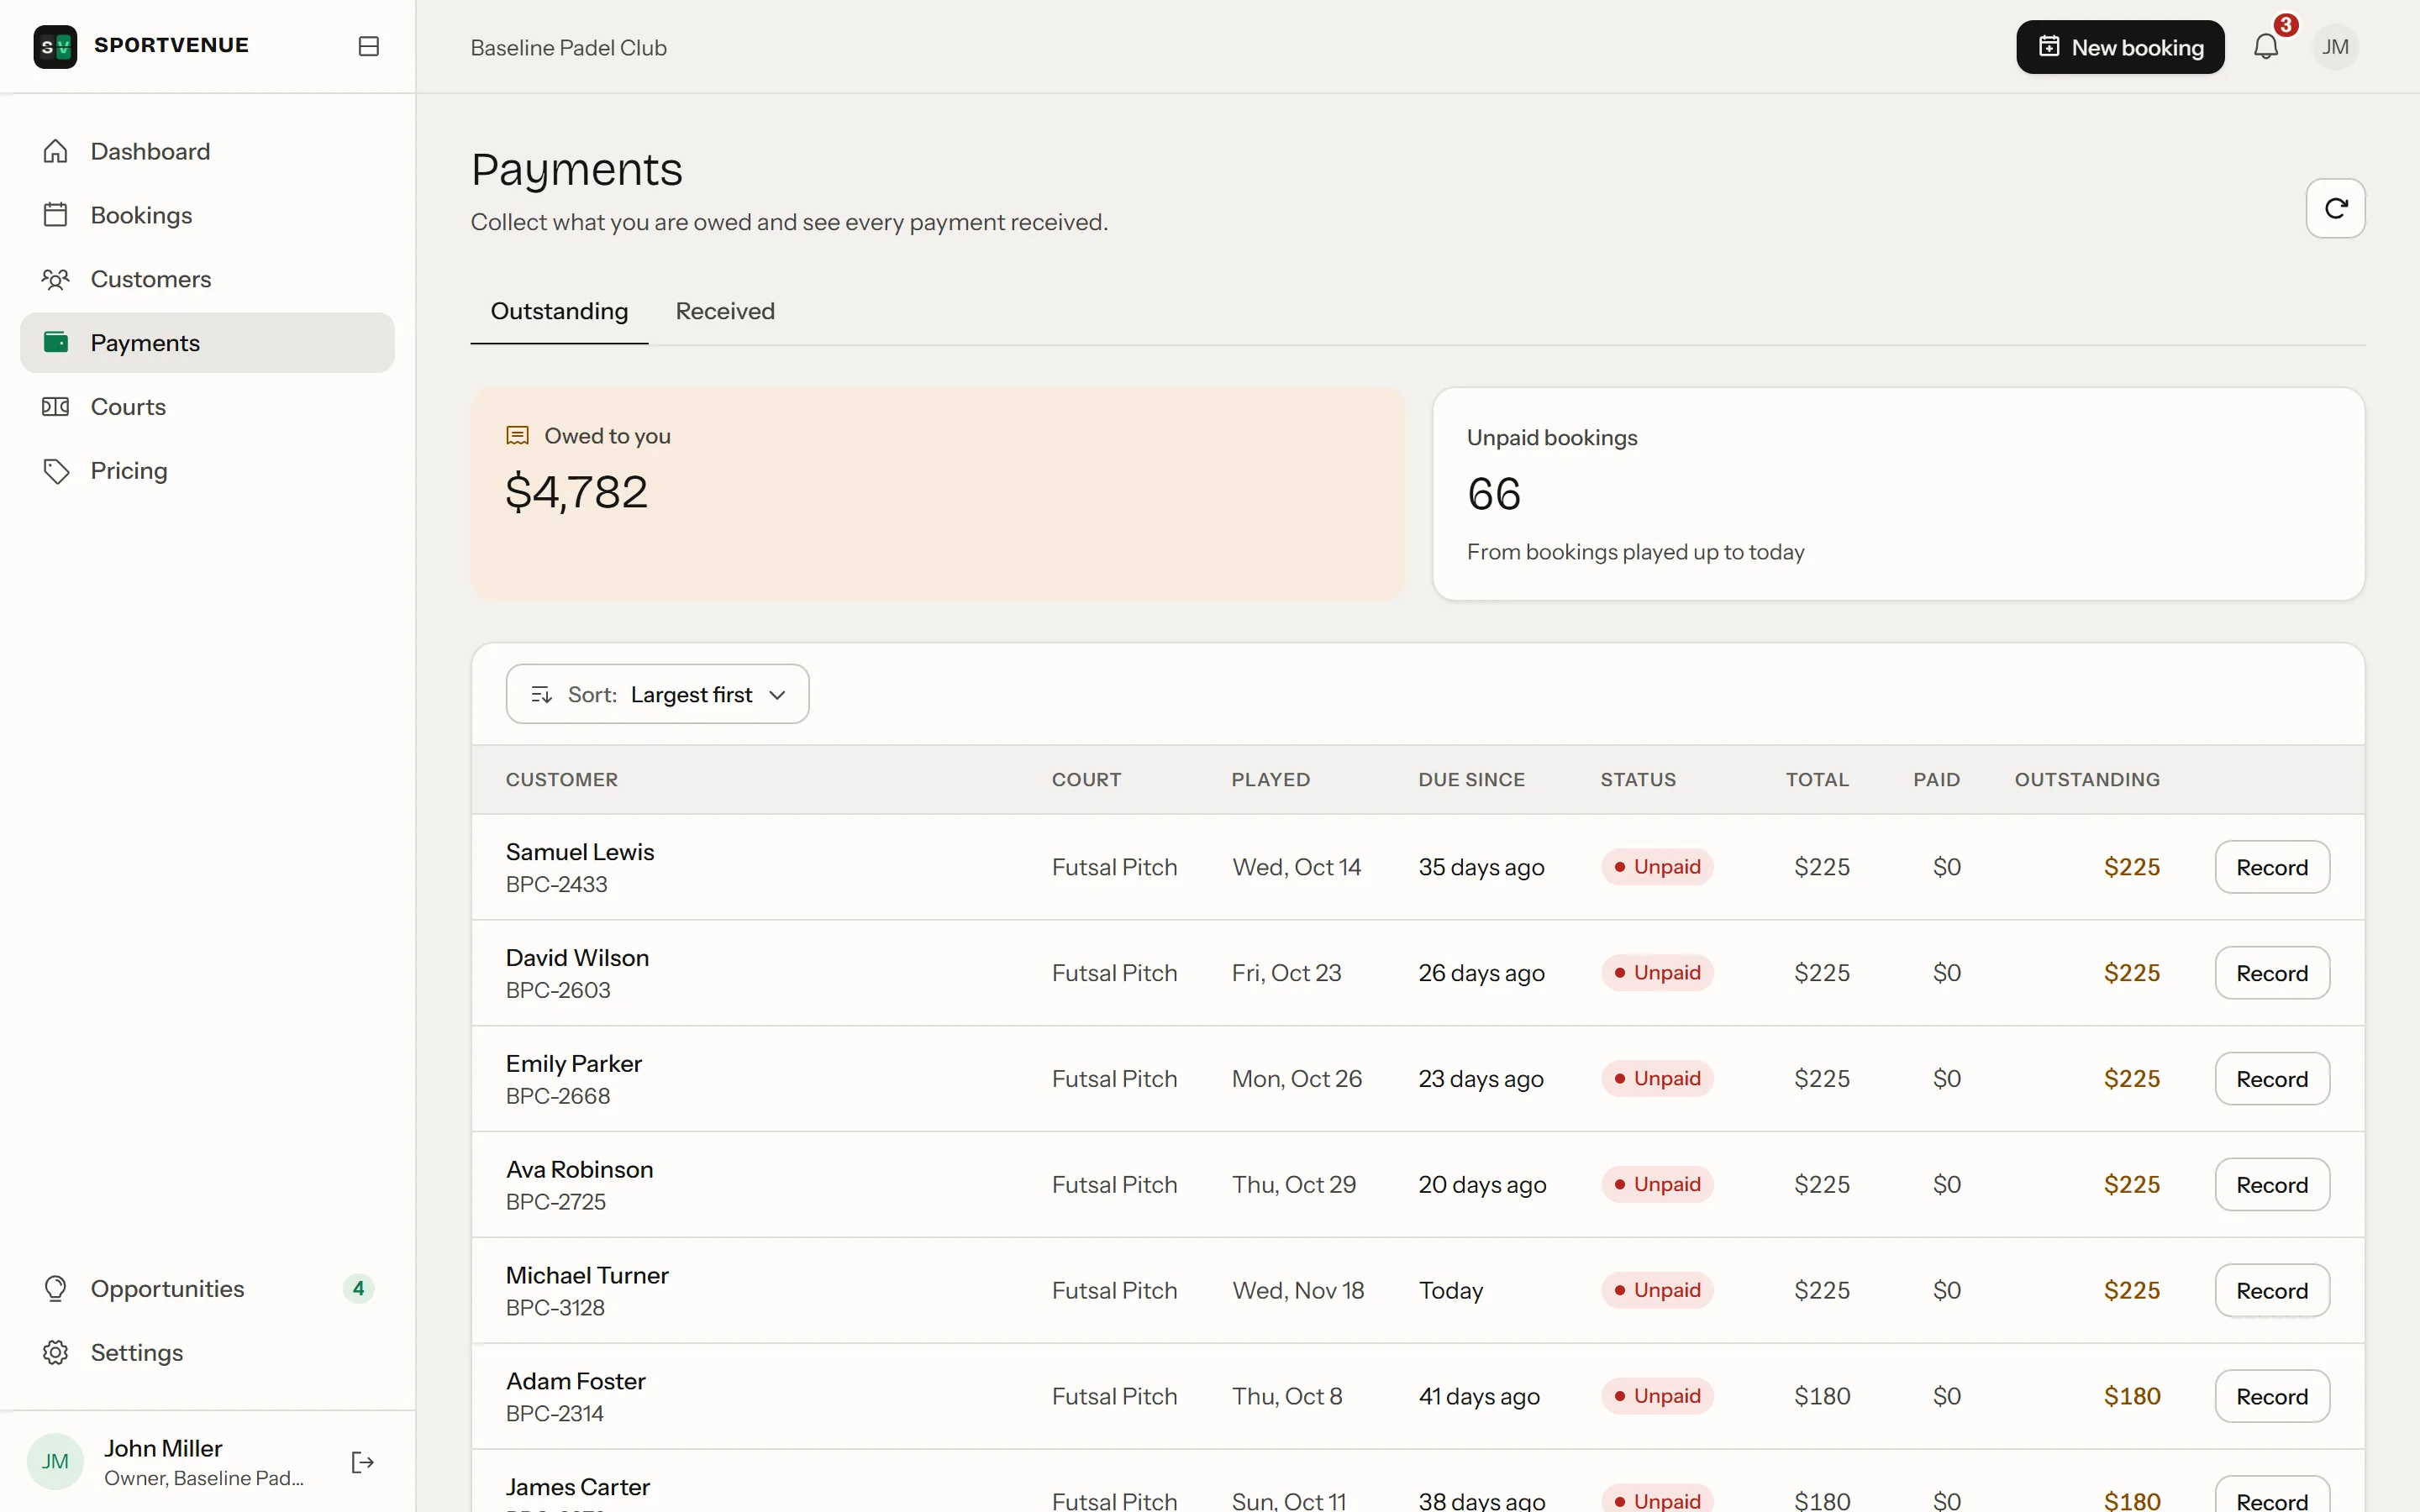 SV SPORTVENUE
Baseline Padel Club
New booking
3
JM
Dashboard
Bookings
Customers
Payments
Courts
Pricing
Payments
Collect what you are owed and see every payment received.
Outstanding Received
Owed to you
$4,782
Unpaid bookings
66
From bookings played up to today
Sort: Largest first
CUSTOMER COURT PLAYED DUE SINCE STATUS TOTAL PAID OUTSTANDING
Samuel Lewis
BPC-2433
Futsal Pitch Wed, Oct 14 35 days ago Unpaid $225 $0 $225 Record
David Wilson
BPC-2603
Futsal Pitch Fri, Oct 23 26 days ago Unpaid $225 $0 $225 Record
Emily Parker
BPC-2668
Futsal Pitch Mon, Oct 26 23 days ago Unpaid $225 $0 $225 Record
Ava Robinson
BPC-2725
Futsal Pitch Thu, Oct 29 20 days ago Unpaid $225 $0 $225 Record
Michael Turner
BPC-3128
Futsal Pitch Wed, Nov 18 Today Unpaid $225 $0 $225 Record
Adam Foster
BPC-2314
Futsal Pitch Thu, Oct 8 41 days ago Unpaid $180 $0 $180 Record
James Carter
Futsal Pitch Sun, Oct 11 38 days ago Unpaid $180 $0 $180 Record
Opportunities 4
Settings
JM
John Miller
Owner, Baseline Pad...